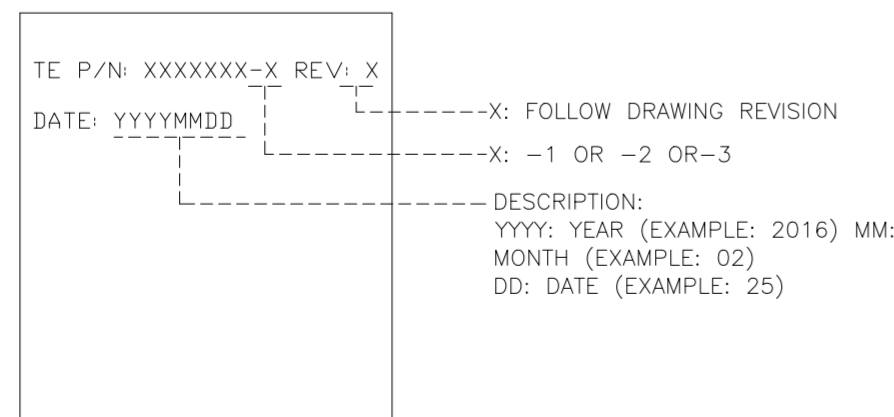 TE P/N: XXXXXXX-X REV: X
DATE: YYYYMMDD
X: FOLLOW DRAWING REVISION
X: -1 OR -2 OR-3
DESCRIPTION:
YYYY: YEAR (EXAMPLE: 2016) MM:
MONTH (EXAMPLE: 02)
DD: DATE (EXAMPLE: 25)